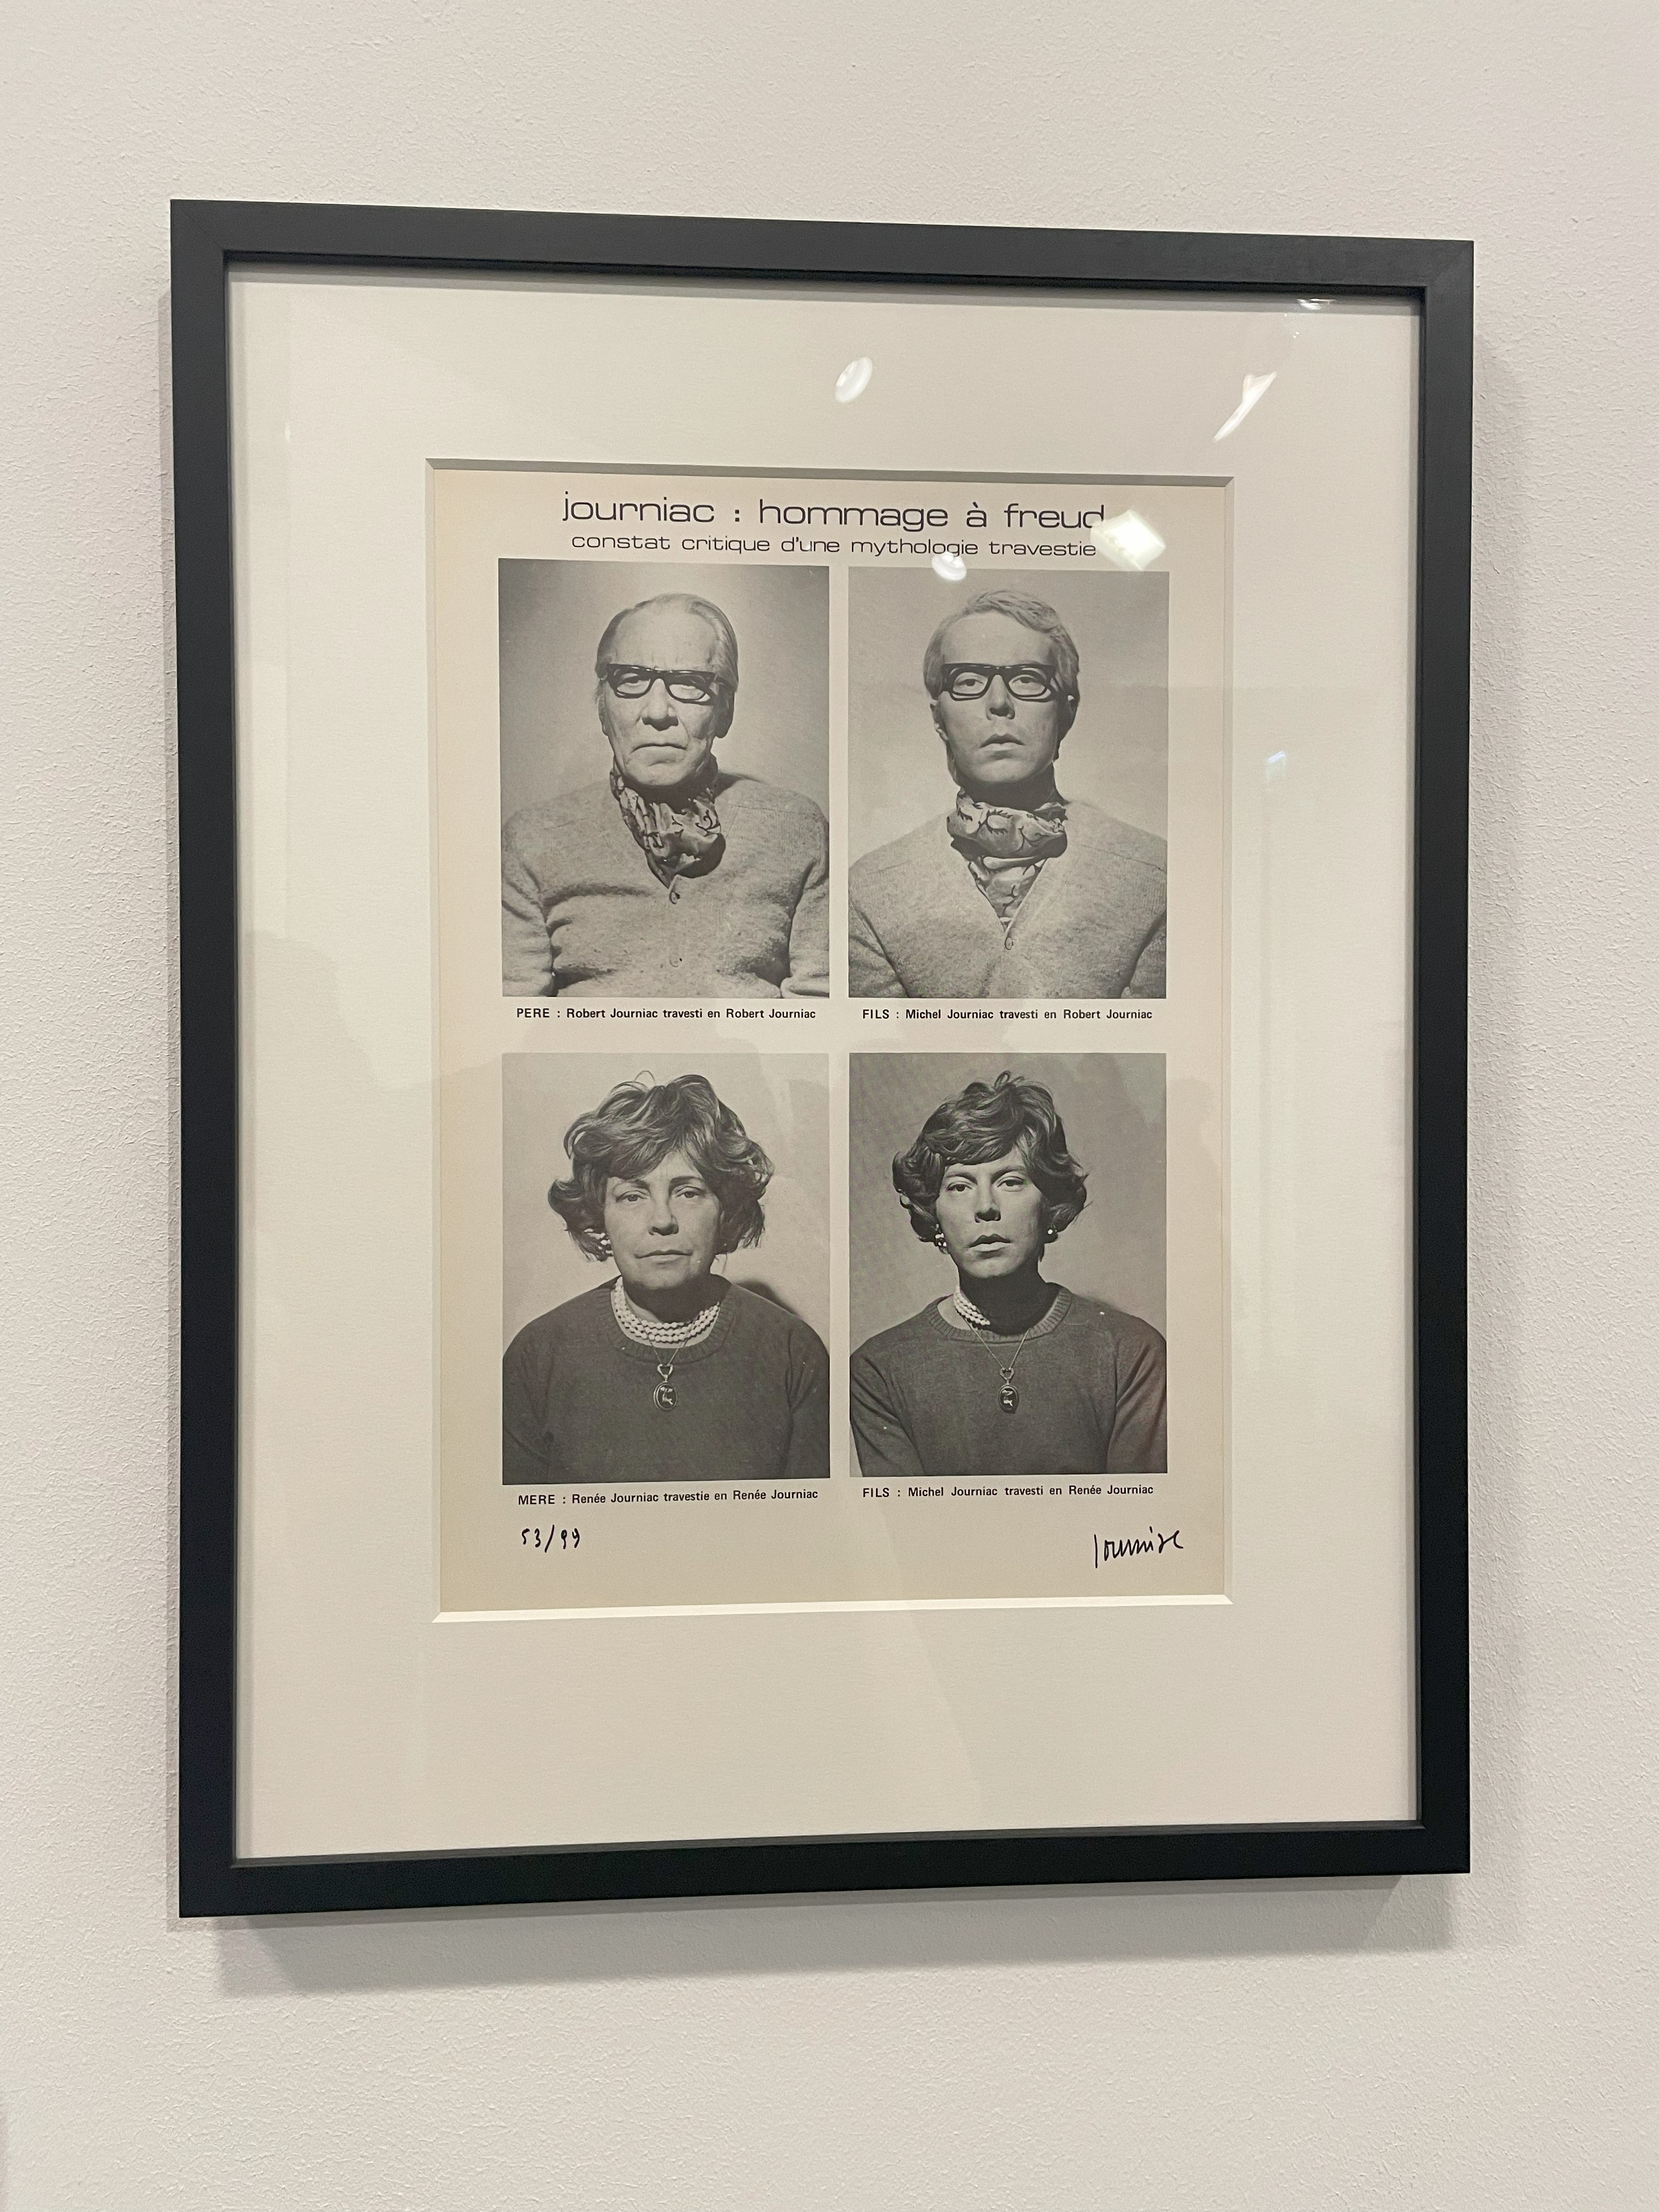 journiac : hommage à freud
constat critique d'une mythologie travestie
PERE : Robert Journiac travesti en Robert Journiac
FILS : Michel Journiac travesti en Robert Journiac
MERE : Renée Journiac travestie en Renée Journiac
FILS : Michel Journiac travesti en Renée Journiac
53/99
Journiac